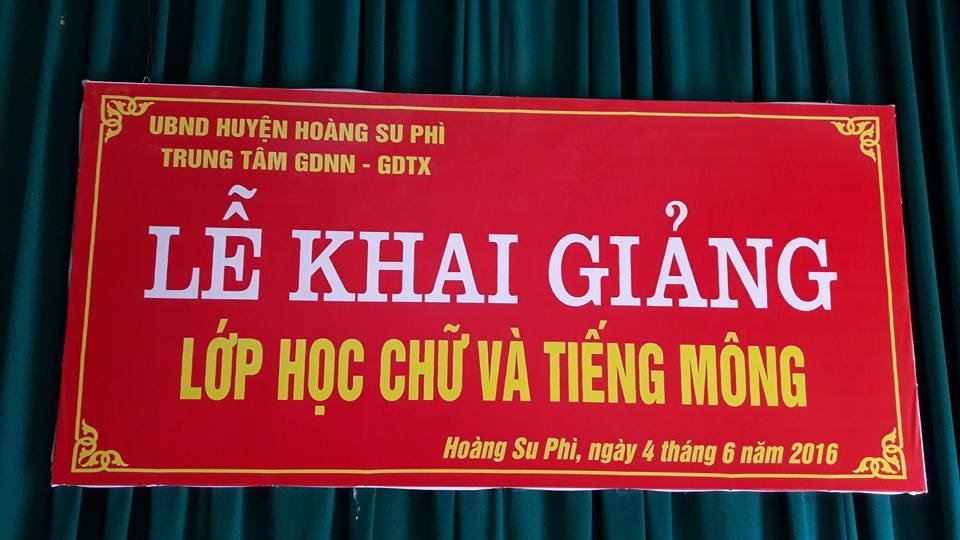 UBND HUYỆN HOÀNG SU PHÌ
TRUNG TÂM GDNN - GDTX
LỄ KHAI GIẢNG
LỚP HỌC CHỮ VÀ TIẾNG MÔNG
Hoàng Su Phì, ngày 4 tháng 6 năm 2016